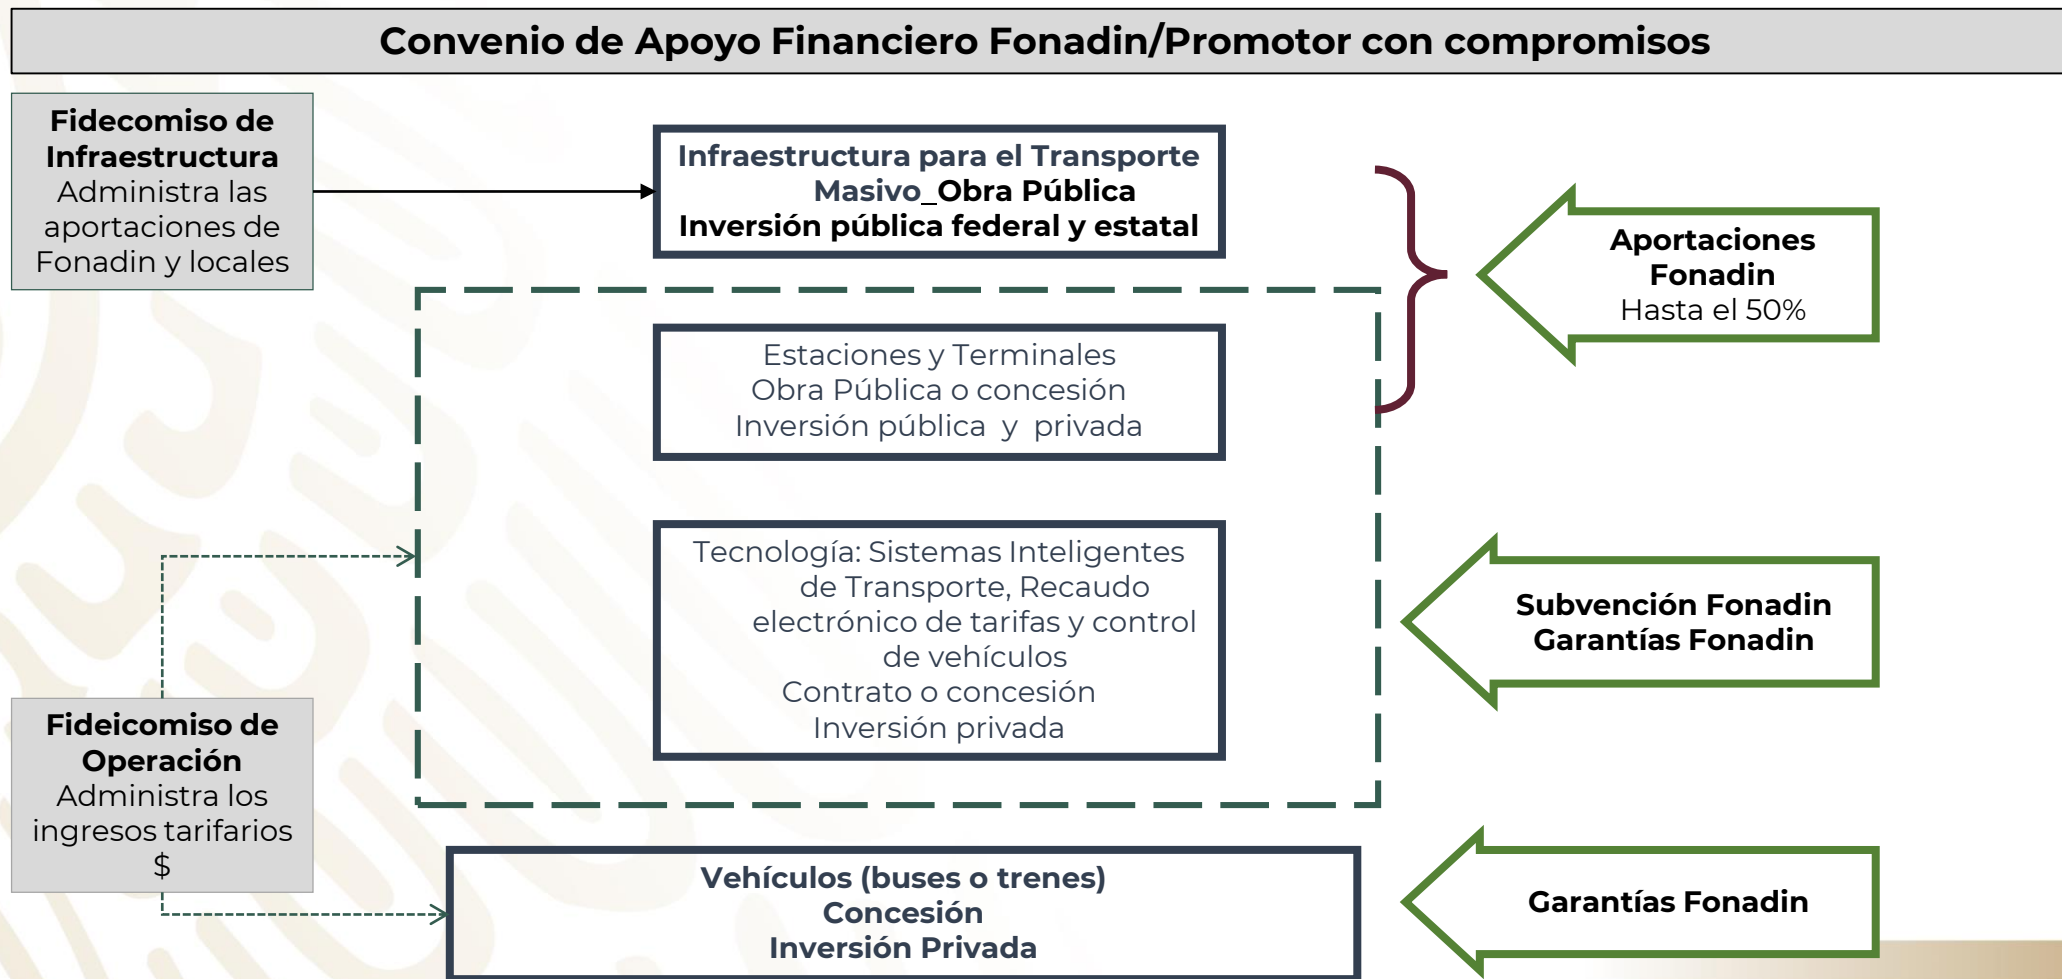 Convenio de Apoyo Financiero Fonadin/Promotor con compromisos
Fidecomiso de
Infraestructura
Administra las
aportaciones de
Fonadin y locales
Infraestructura para el Transporte
Masivo_Obra Pública
Inversión pública federal y estatal
Aportaciones
Fonadin
Hasta el 50%
Estaciones y Terminales
Obra Pública o concesión
Inversión pública y privada
Tecnología: Sistemas Inteligentes
de Transporte, Recaudo
electrónico de tarifas y control
de vehículos
Contrato o concesión
Inversión privada
Subvención Fonadin
Garantías Fonadin
Fideicomiso de
Operación
Administra los
ingresos tarifarios
$
Vehículos (buses o trenes)
Concesión
Inversión Privada
Garantías Fonadin